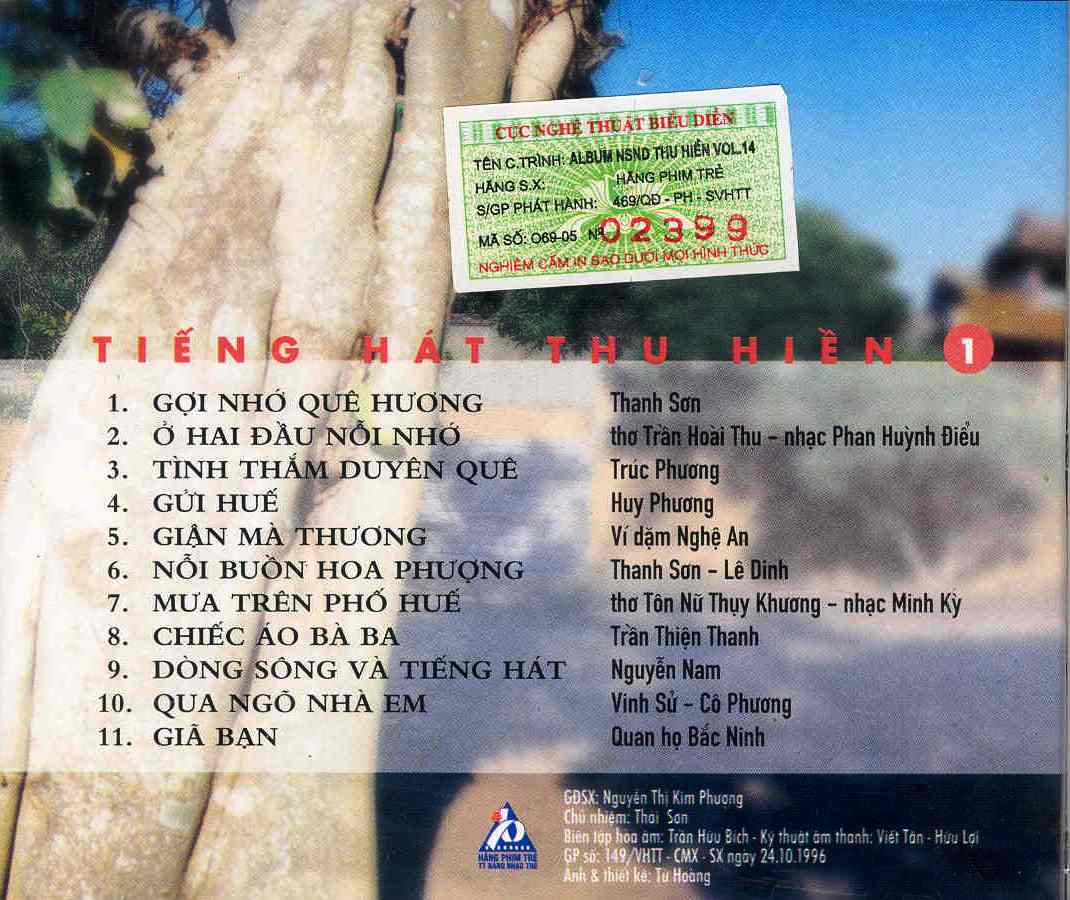 CỤC NGHỆ THUẬT BIỂU DIỄN
TÊN C.TRÌNH: ALBUM NSND THU HIỀN VOL.14
HÃNG S.X: HÃNG PHIM TRẺ
S/GP PHÁT HÀNH: 469/QĐ - PH - SVHTT
MÃ SỐ: O69-05 Nº 02399
NGHIÊM CẤM IN SAO DƯỚI MỌI HÌNH THỨC
TIẾNG HÁT THU HIỀN 1
1. GỢI NHỚ QUÊ HƯƠNG Thanh Sơn
2. Ở HAI ĐẦU NỖI NHỚ thơ Trần Hoài Thụ - nhạc Phan Huỳnh Điểu
3. TÌNH THẮM DUYÊN QUÊ Trúc Phương
4. GỬI HUẾ Huy Phương
5. GIẬN MÀ THƯƠNG Ví dặm Nghệ An
6. NỖI BUỒN HOA PHƯỢNG Thanh Sơn - Lê Dinh
7. MƯA TRÊN PHỐ HUẾ thơ Tôn Nữ Thụy Khương - nhạc Minh Kỳ
8. CHIẾC ÁO BÀ BA Trần Thiện Thanh
9. DÒNG SÔNG VÀ TIẾNG HÁT Nguyễn Nam
10. QUA NGÕ NHÀ EM Vinh Sử - Cô Phương
11. GIÃ BẠN Quan họ Bắc Ninh
GĐSX: Nguyễn Thị Kim Phương
Chủ nhiệm: Thái Sơn
Biên tập hòa âm: Trần Hữu Bích - Kỹ thuật âm thanh: Viết Tân - Hữu Lợi
GP số: 149/VHTT - CMX - SX ngày 24.10.1996
Ảnh & thiết kế: Tư Hoàng
HÃNG PHIM TRẺ
TT BĂNG NHẠC TRẺ